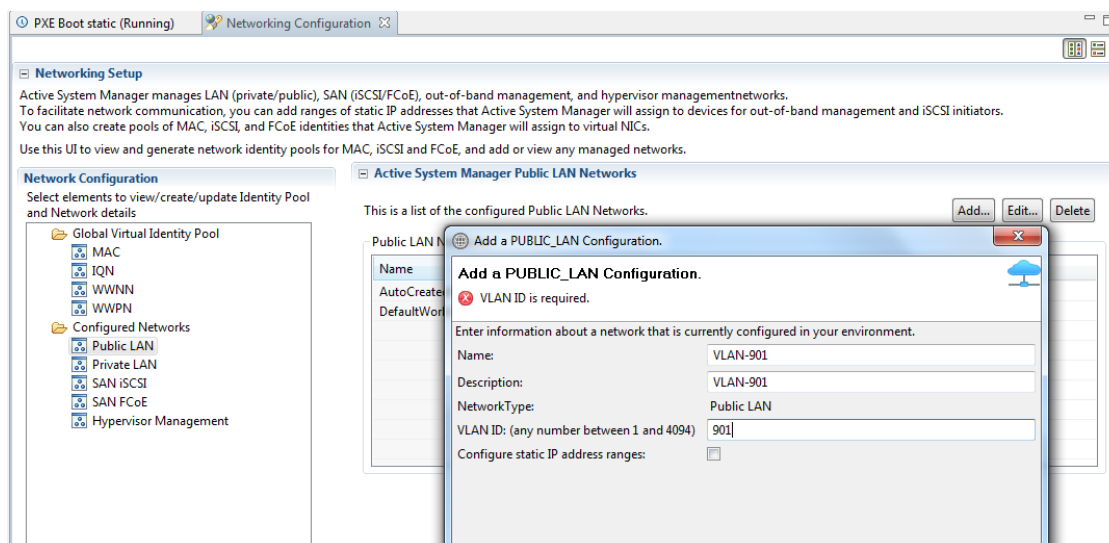 PXE Boot static (Running)
Networking Configuration
Networking Setup
Active System Manager manages LAN (private/public), SAN (iSCSI/FCoE), out-of-band management, and hypervisor managementnetworks.
To facilitate network communication, you can add ranges of static IP addresses that Active System Manager will assign to devices for out-of-band management and iSCSI initiators.
You can also create pools of MAC, iSCSI, and FCoE identities that Active System Manager will assign to virtual NICs.
Use this UI to view and generate network identity pools for MAC, iSCSI and FCoE, and add or view any managed networks.
Network Configuration
Select elements to view/create/update Identity Pool
and Network details
Global Virtual Identity Pool
MAC
IQN
WWNN
WWPN
Configured Networks
Public LAN
Private LAN
SAN iSCSI
SAN FCoE
Hypervisor Management
Active System Manager Public LAN Networks
This is a list of the configured Public LAN Networks.
Add... Edit... Delete
Public LAN N
Name
AutoCreated
DefaultWor
Add a PUBLIC_LAN Configuration.
Add a PUBLIC_LAN Configuration.
VLAN ID is required.
Enter information about a network that is currently configured in your environment.
Name: VLAN-901
Description: VLAN-901
NetworkType: Public LAN
VLAN ID: (any number between 1 and 4094) 901
Configure static IP address ranges: